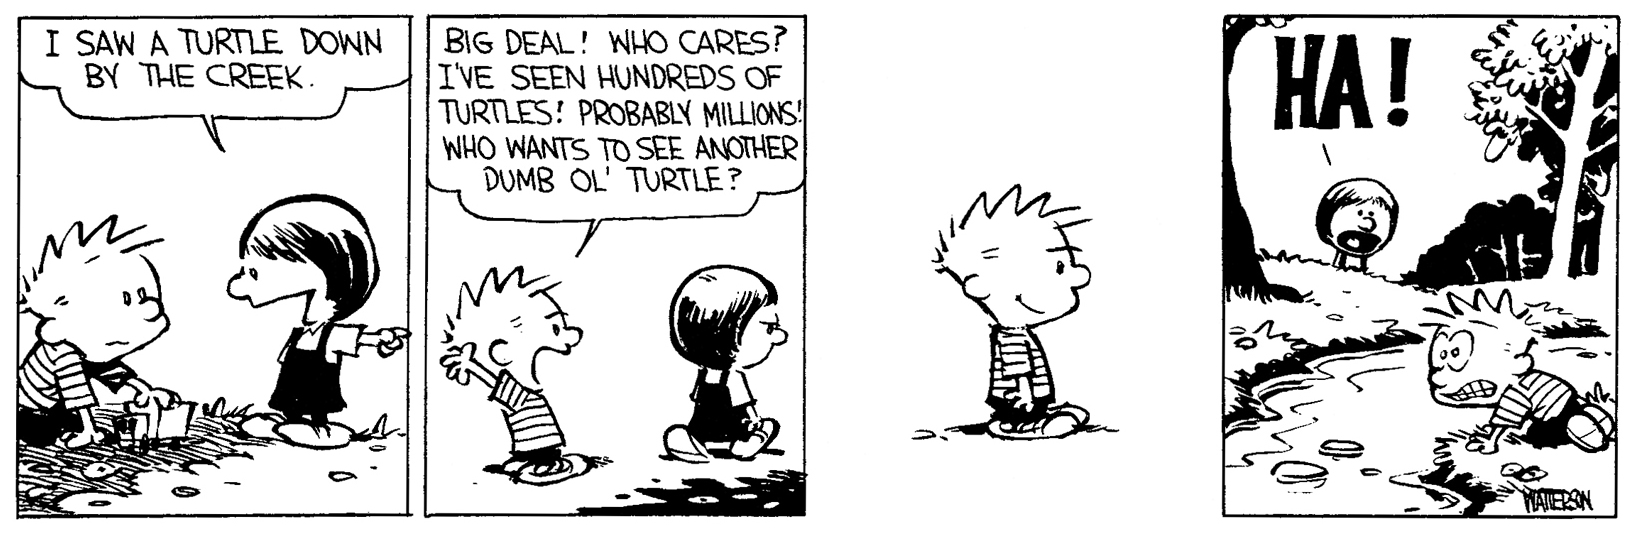 I SAW A TURTLE DOWN
BY THE CREEK.
BIG DEAL! WHO CARES?
I'VE SEEN HUNDREDS OF
TURTLES! PROBABLY MILLIONS!
WHO WANTS TO SEE ANOTHER
DUMB OL' TURTLE?
HA!
WATTERSON